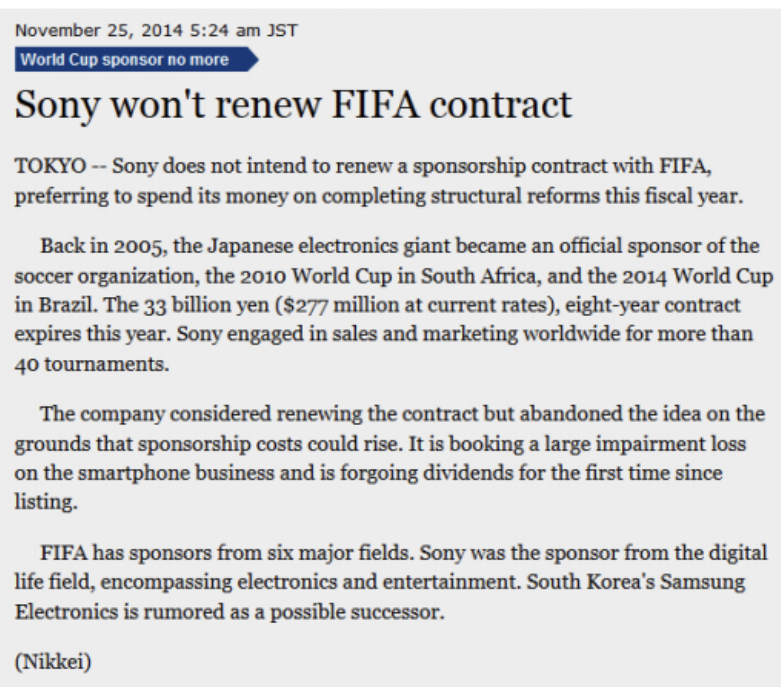 November 25, 2014 5:24 am JST
World Cup sponsor no more
Sony won't renew FIFA contract
TOKYO -- Sony does not intend to renew a sponsorship contract with FIFA,
preferring to spend its money on completing structural reforms this fiscal year.
Back in 2005, the Japanese electronics giant became an official sponsor of the
soccer organization, the 2010 World Cup in South Africa, and the 2014 World Cup
in Brazil. The 33 billion yen ($277 million at current rates), eight-year contract
expires this year. Sony engaged in sales and marketing worldwide for more than
40 tournaments.
The company considered renewing the contract but abandoned the idea on the
grounds that sponsorship costs could rise. It is booking a large impairment loss
on the smartphone business and is forgoing dividends for the first time since
listing.
FIFA has sponsors from six major fields. Sony was the sponsor from the digital
life field, encompassing electronics and entertainment. South Korea's Samsung
Electronics is rumored as a possible successor.
(Nikkei)